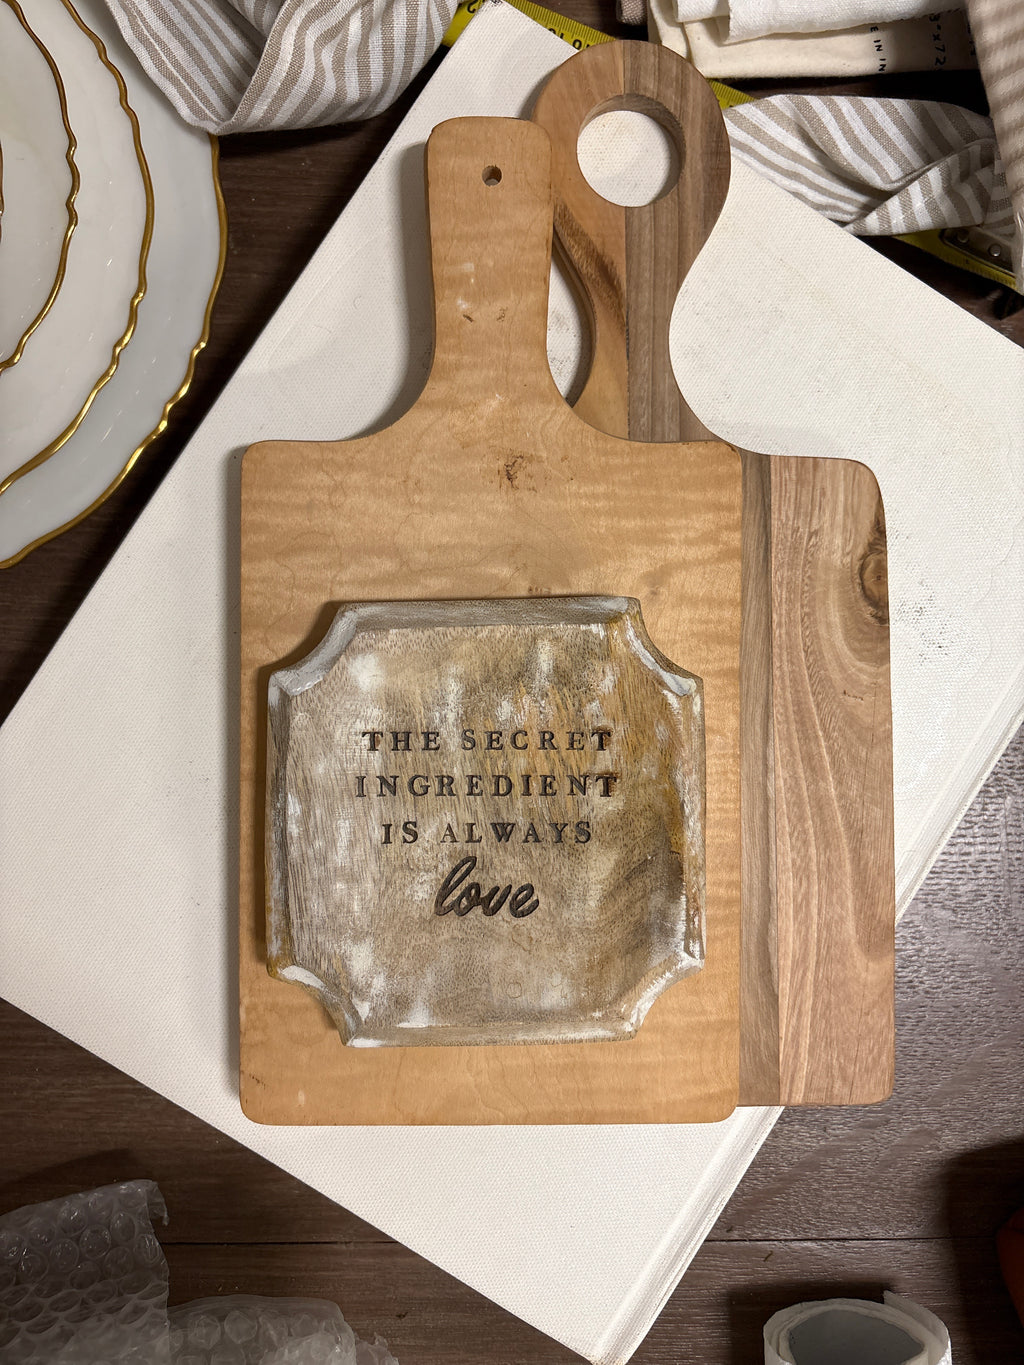 THE SECRET
INGREDIENT
IS ALWAYS
love